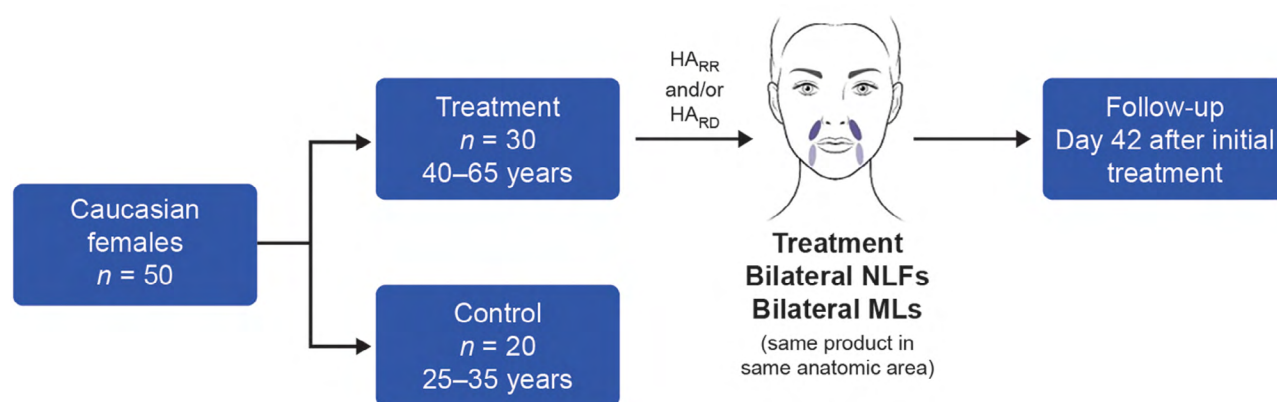 Caucasian
females
n = 50
Treatment
n = 30
40–65 years
Control
n = 20
25–35 years
HARR
and/or
HARD
Treatment
Bilateral NLFs
Bilateral MLs
(same product in
same anatomic area)
Follow-up
Day 42 after initial
treatment